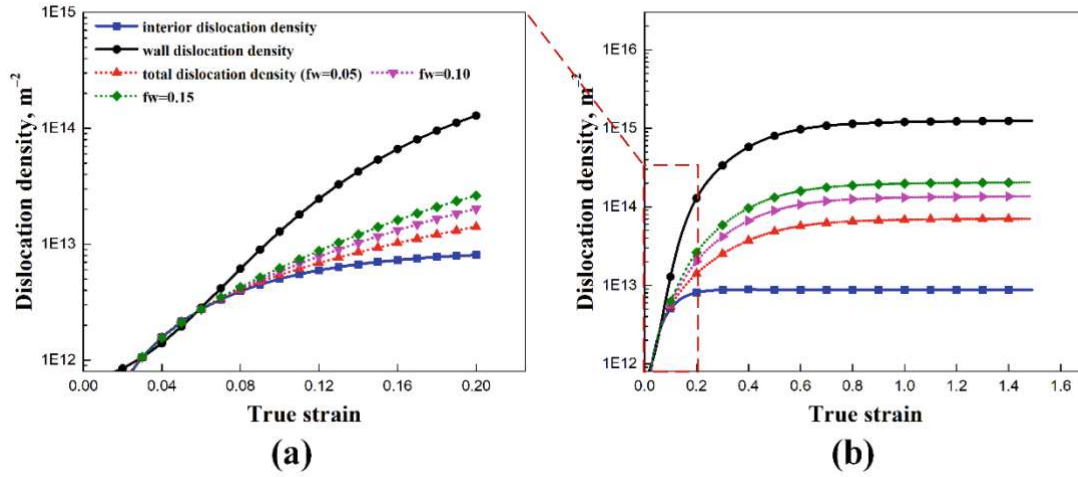 1E15
1E14
1E13
1E12
Dislocation density, m⁻²
interior dislocation density
wall dislocation density
total dislocation density (fw=0.05) fw=0.10
fw=0.15
0.00 0.04 0.08 0.12 0.16 0.20
True strain
(a)
1E16
1E15
1E14
1E13
1E12
Dislocation density, m⁻²
0.0 0.2 0.4 0.6 0.8 1.0 1.2 1.4 1.6
True strain
(b)